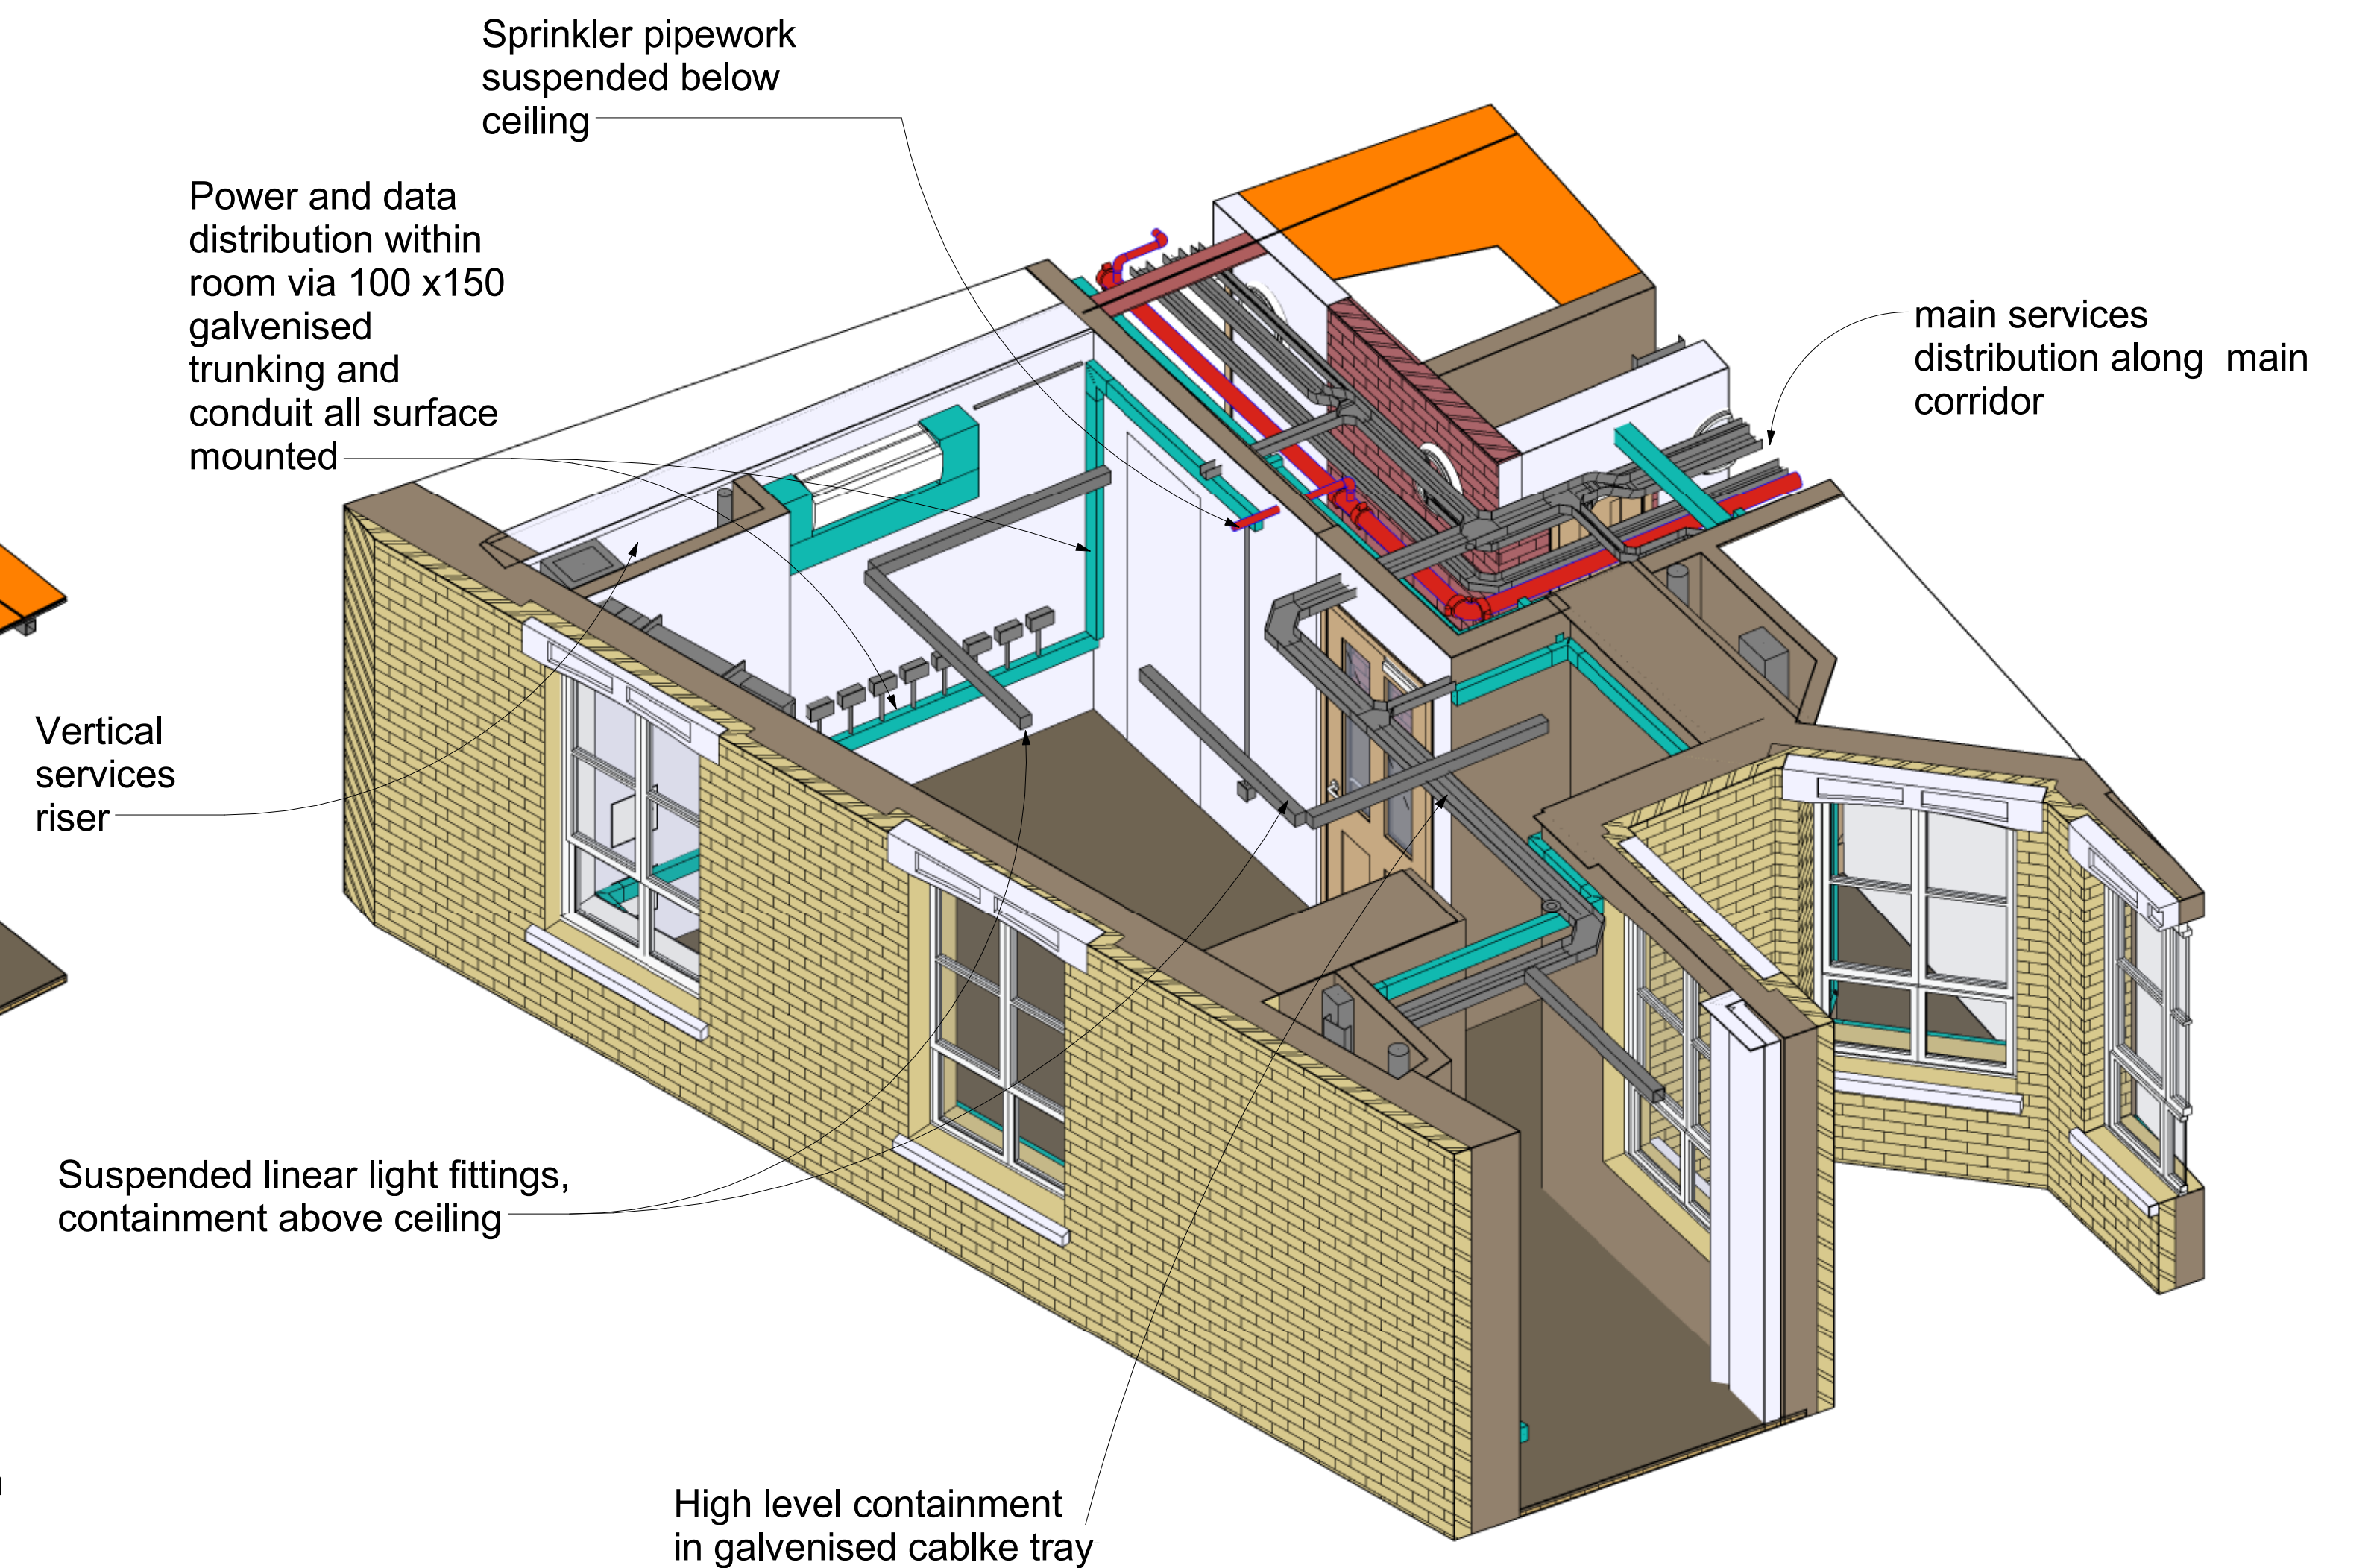 Sprinkler pipework
suspended below
ceiling
Power and data
distribution within
room via 100 x150
galvenised
trunking and
conduit all surface
mounted
main services
distribution along  main
corridor
Vertical
services
riser
Suspended linear light fittings,
containment above ceiling
High level containment
in galvenised cablke tray